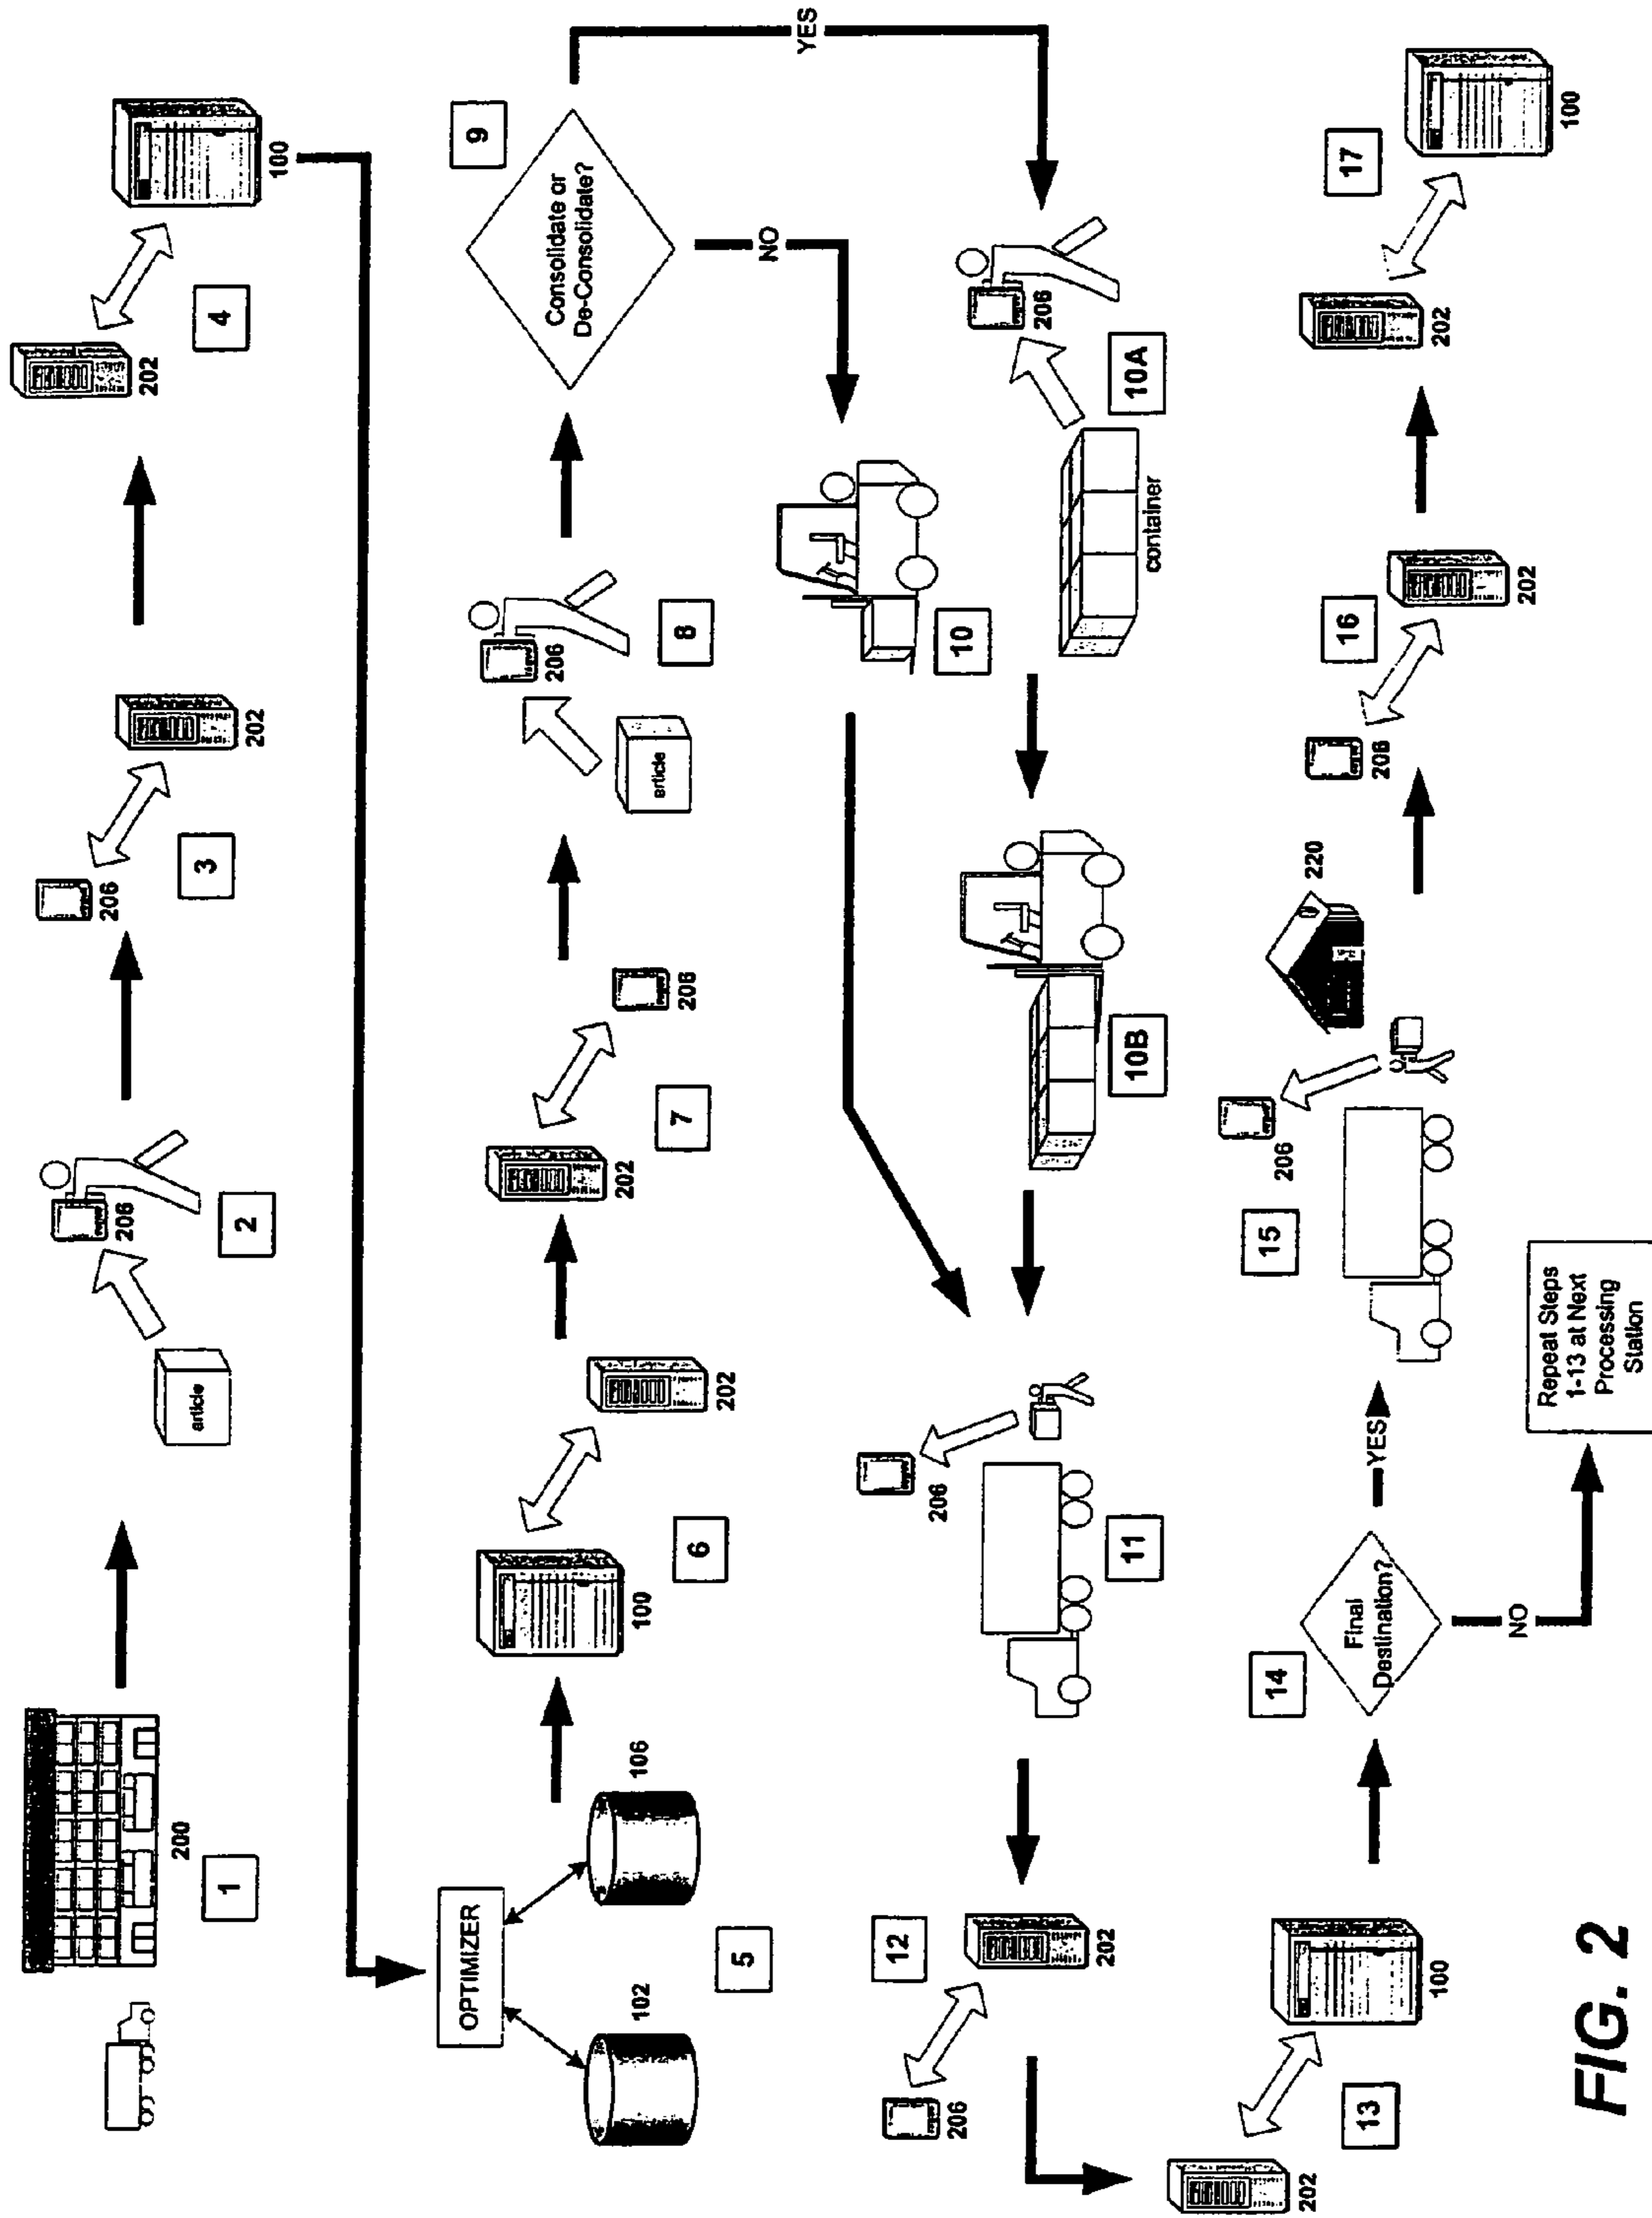 200
1
article
206
2
206
3
202
202
4
100
OPTIMIZER
102
106
5
100
6
202
202
7
206
article
206
8
9
Consolidate or
De-Consolidate?
YES
NO
10
container
206
10A
10B
206
11
206
12
202
202
13
100
14
Final
Destination?
YES
NO
Repeat Steps
1-13 at Next
Processing
Station
15
206
220
206
16
202
202
17
100
FIG. 2